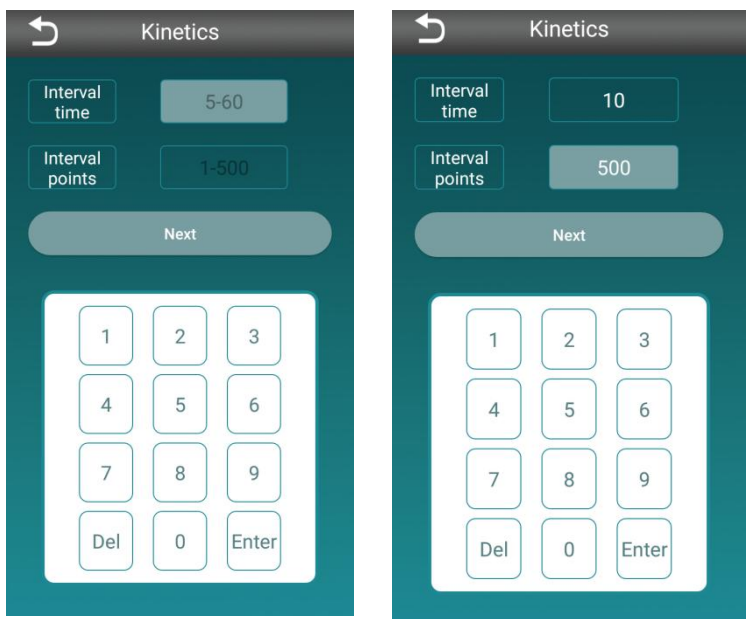 Kinetics
Interval
time
5-60
Interval
points
1-500
Next
1 2 3
4 5 6
7 8 9
Del 0 Enter
Kinetics
Interval
time
10
Interval
points
500
Next
1 2 3
4 5 6
7 8 9
Del 0 Enter